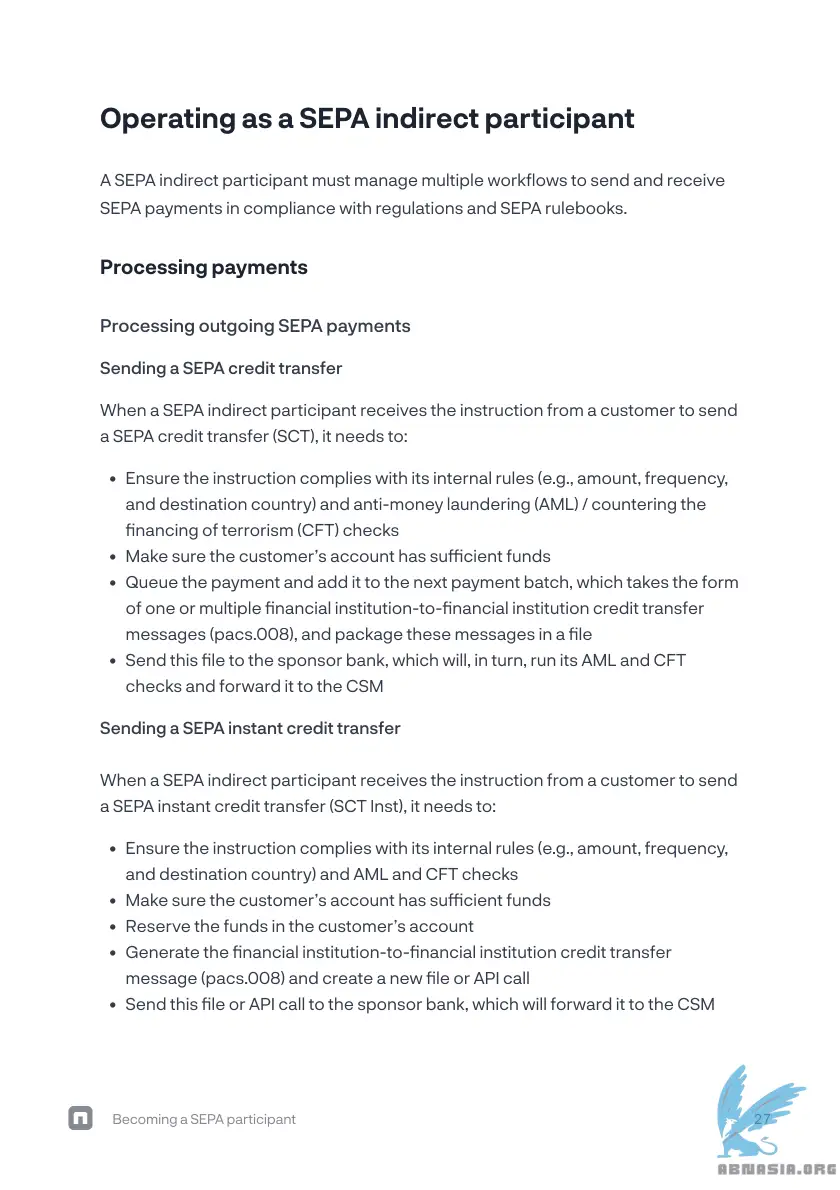 Operating as a SEPA indirect participant
A SEPA indirect participant must manage multiple workflows to send and receive
SEPA payments in compliance with regulations and SEPA rulebooks.
Processing payments
Processing outgoing SEPA payments
Sending a SEPA credit transfer
When a SEPA indirect participant receives the instruction from a customer to send
a SEPA credit transfer (SCT), it needs to:
• Ensure the instruction complies with its internal rules (e.g., amount, frequency,
and destination country) and anti-money laundering (AML) / countering the
financing of terrorism (CFT) checks
• Make sure the customer’s account has sufficient funds
• Queue the payment and add it to the next payment batch, which takes the form
of one or multiple financial institution-to-financial institution credit transfer
messages (pacs.008), and package these messages in a file
• Send this file to the sponsor bank, which will, in turn, run its AML and CFT
checks and forward it to the CSM
Sending a SEPA instant credit transfer
When a SEPA indirect participant receives the instruction from a customer to send
a SEPA instant credit transfer (SCT Inst), it needs to:
• Ensure the instruction complies with its internal rules (e.g., amount, frequency,
and destination country) and AML and CFT checks
• Make sure the customer’s account has sufficient funds
• Reserve the funds in the customer’s account
• Generate the financial institution-to-financial institution credit transfer
message (pacs.008) and create a new file or API call
• Send this file or API call to the sponsor bank, which will forward it to the CSM
Becoming a SEPA participant
27
ABNASIA.ORG